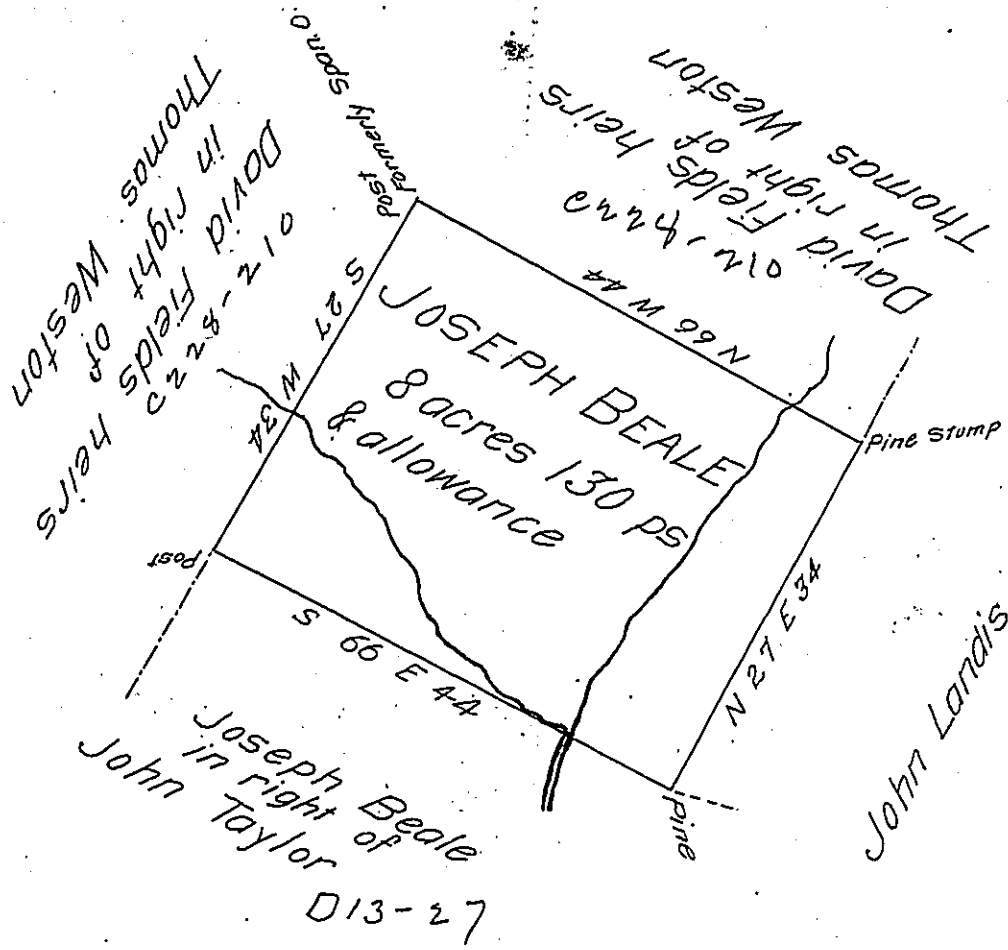 Post
Formerly Span.O
Thomas Weston
in right of
David Fields heirs
David Fields heirs
in right of
Thomas Weston
N 66 W 44
S 27 W 34
JOSEPH BEALE
8 acres 130 ps
& allowance
Pine Stump
Post
S 66 E 44
N 27 E 34
John Landis
Pine
Joseph Beale
in right of
John Taylor
D13-27